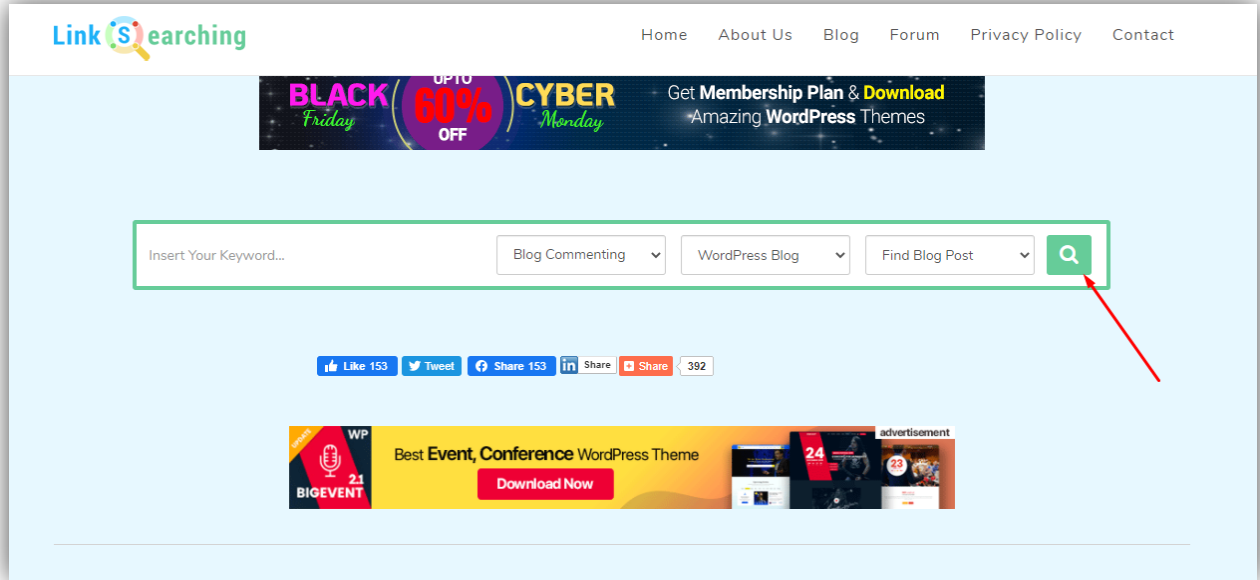 Link Searching
Home About Us Blog Forum Privacy Policy Contact
BLACK Friday UPTO 60% OFF CYBER Monday
Get Membership Plan & Download
Amazing WordPress Themes
Insert Your Keyword... Blog Commenting WordPress Blog Find Blog Post
Like 153 Tweet Share 153 in Share Share 392
advertisement
UPDATE WP
Best Event, Conference WordPress Theme
Download Now
2.1
BIGEVENT
24
23